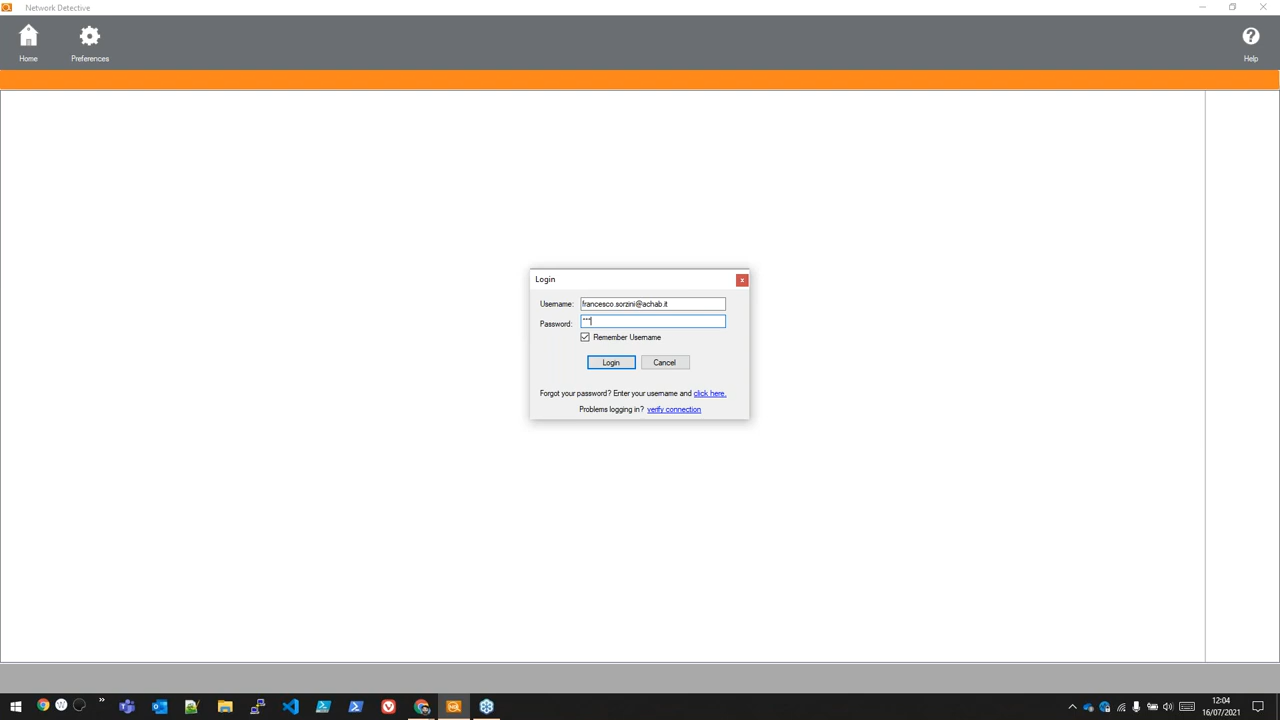 Network Detective
Home
Preferences
Help
Login
Username: francesco.sorzini@achab.it
Password: ***
Remember Username
Login Cancel
Forgot your password? Enter your username and click here.
Problems logging in? verify connection
12:04
16/07/2021